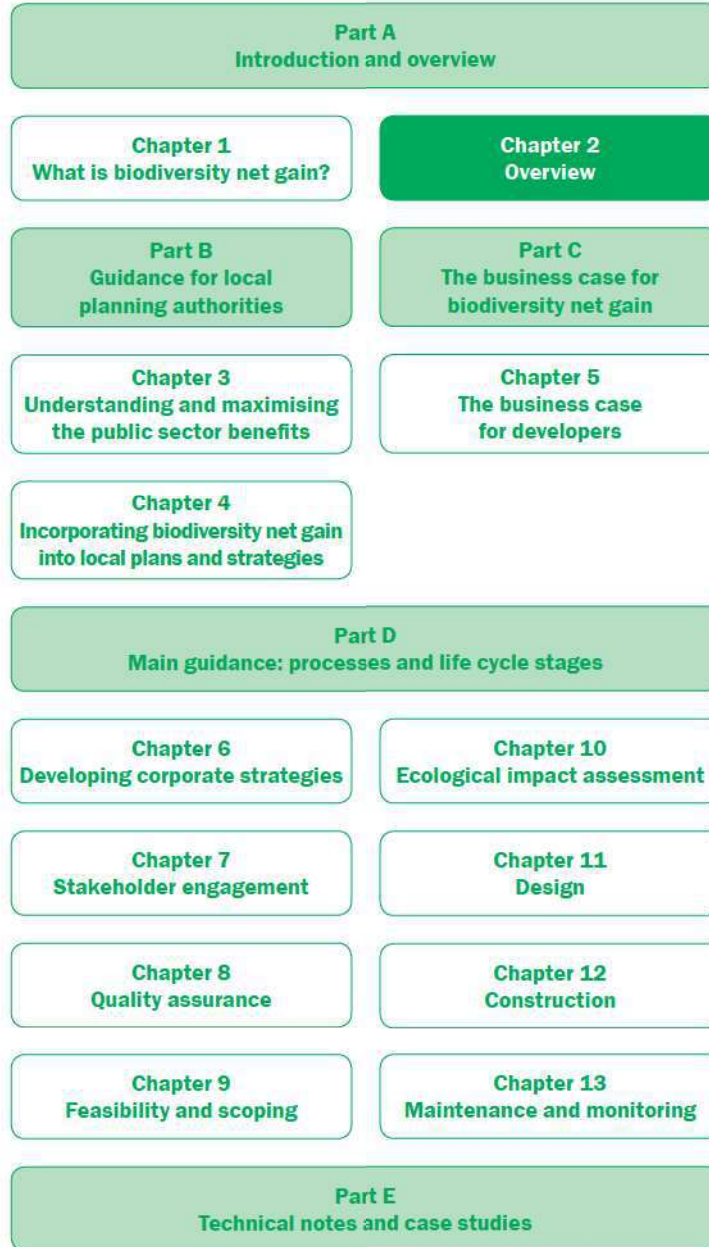 Part A
Introduction and overview
Chapter 1
What is biodiversity net gain?
Chapter 2
Overview
Part B
Guidance for local
planning authorities
Part C
The business case for
biodiversity net gain
Chapter 3
Understanding and maximising
the public sector benefits
Chapter 5
The business case
for developers
Chapter 4
Incorporating biodiversity net gain
into local plans and strategies
Part D
Main guidance: processes and life cycle stages
Chapter 6
Developing corporate strategies
Chapter 10
Ecological impact assessment
Chapter 7
Stakeholder engagement
Chapter 11
Design
Chapter 8
Quality assurance
Chapter 12
Construction
Chapter 9
Feasibility and scoping
Chapter 13
Maintenance and monitoring
Part E
Technical notes and case studies